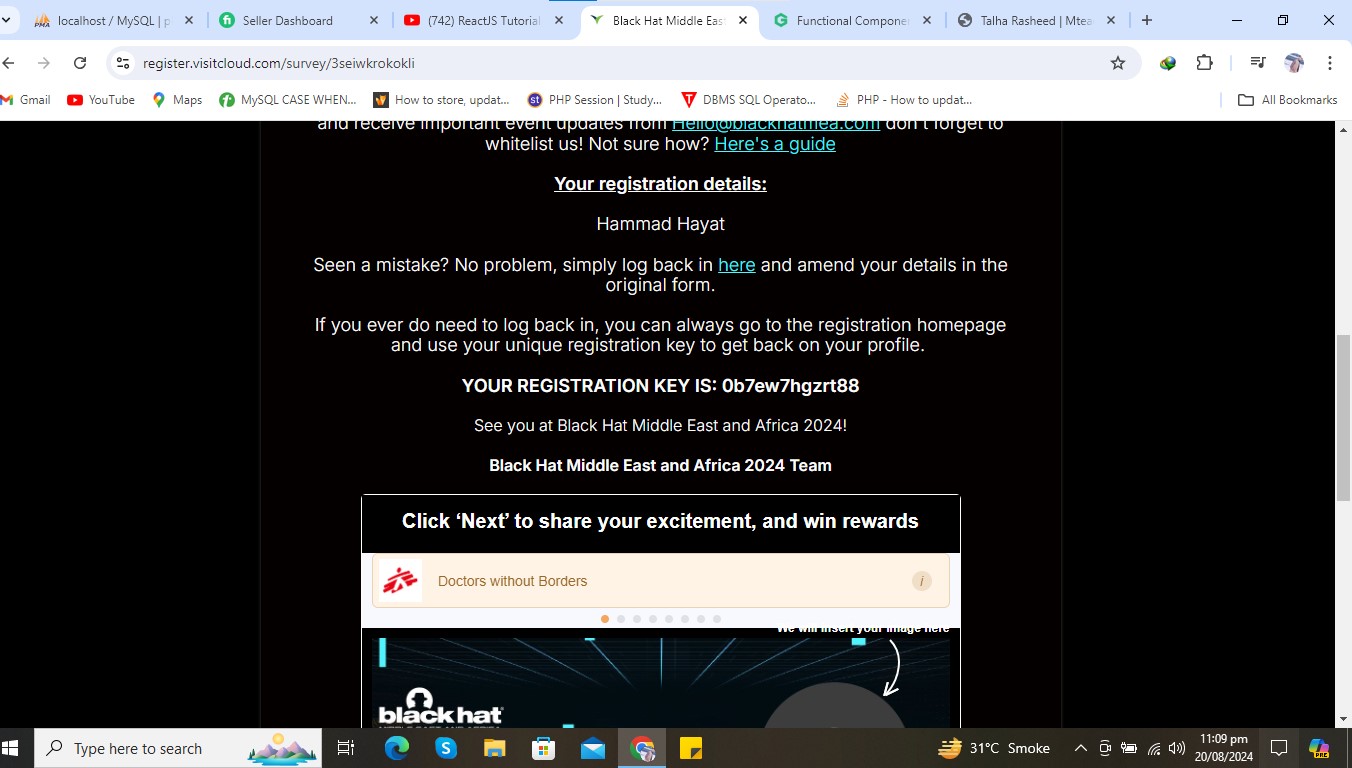 localhost / MySQL | p
Seller Dashboard
(742) ReactJS Tutorial
Black Hat Middle East
Functional Compone
Talha Rasheed | Mtea
register.visitcloud.com/survey/3seiwkrokokli
Gmail
YouTube
Maps
MySQL CASE WHEN...
How to store, updat...
PHP Session | Study...
DBMS SQL Operato...
PHP - How to updat...
All Bookmarks
and receive important event updates from Hello@blackhatmea.com don't forget to
whitelist us! Not sure how? Here's a guide
Your registration details:
Hammad Hayat
Seen a mistake? No problem, simply log back in here and amend your details in the
original form.
If you ever do need to log back in, you can always go to the registration homepage
and use your unique registration key to get back on your profile.
YOUR REGISTRATION KEY IS: 0b7ew7hgzrt88
See you at Black Hat Middle East and Africa 2024!
Black Hat Middle East and Africa 2024 Team
Click ‘Next’ to share your excitement, and win rewards
Doctors without Borders
i
We will insert your image here
black hat
Type here to search
31°C Smoke
11:09 pm
20/08/2024